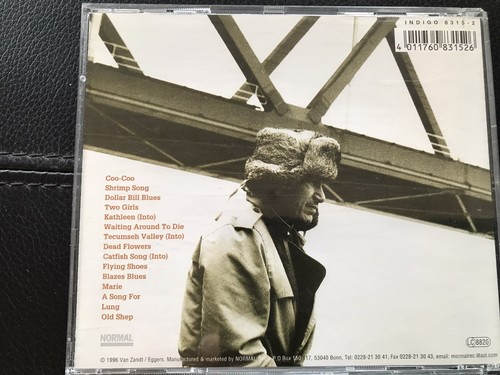 INDIGO 8315-2
4 011760 831526
Coo-Coo
Shrimp Song
Dollar Bill Blues
Two Girls
Kathleen (Into)
Waiting Around To Die
Tecumseh Valley (Into)
Dead Flowers
Catfish Song (Into)
Flying Shoes
Blazes Blues
Marie
A Song For
Lung
Old Shep
NORMAL
LC 8820
© 1996 Van Zandt / Eggers. Manufactured & marketed by NORMAL P.O Box 53040 Bonn, Tel: 0228-21 30 41, Fax 0228-21 30 43, email: